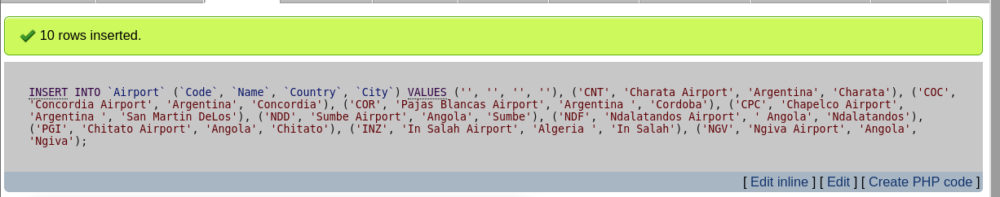 10 rows inserted.
INSERT INTO `Airport` (`Code`, `Name`, `Country`, `City`) VALUES ('', '', '', ''), ('CNT', 'Charata Airport', 'Argentina', 'Charata'), ('COC',
'Concordia Airport', 'Argentina', 'Concordia'), ('COR', 'Pajas Blancas Airport', 'Argentina ', 'Cordoba'), ('CPC', 'Chapelco Airport',
'Argentina ', 'San Martin DeLos'), ('NDD', 'Sumbe Airport', 'Angola', 'Sumbe'), ('NDF', 'Ndalatandos Airport', ' Angola', 'Ndalatandos'),
('PGI', 'Chitato Airport', 'Angola', 'Chitato'), ('INZ', 'In Salah Airport', 'Algeria ', 'In Salah'), ('NGV', 'Ngiva Airport', 'Angola',
'Ngiva');
[ Edit inline ] [ Edit ] [ Create PHP code ]